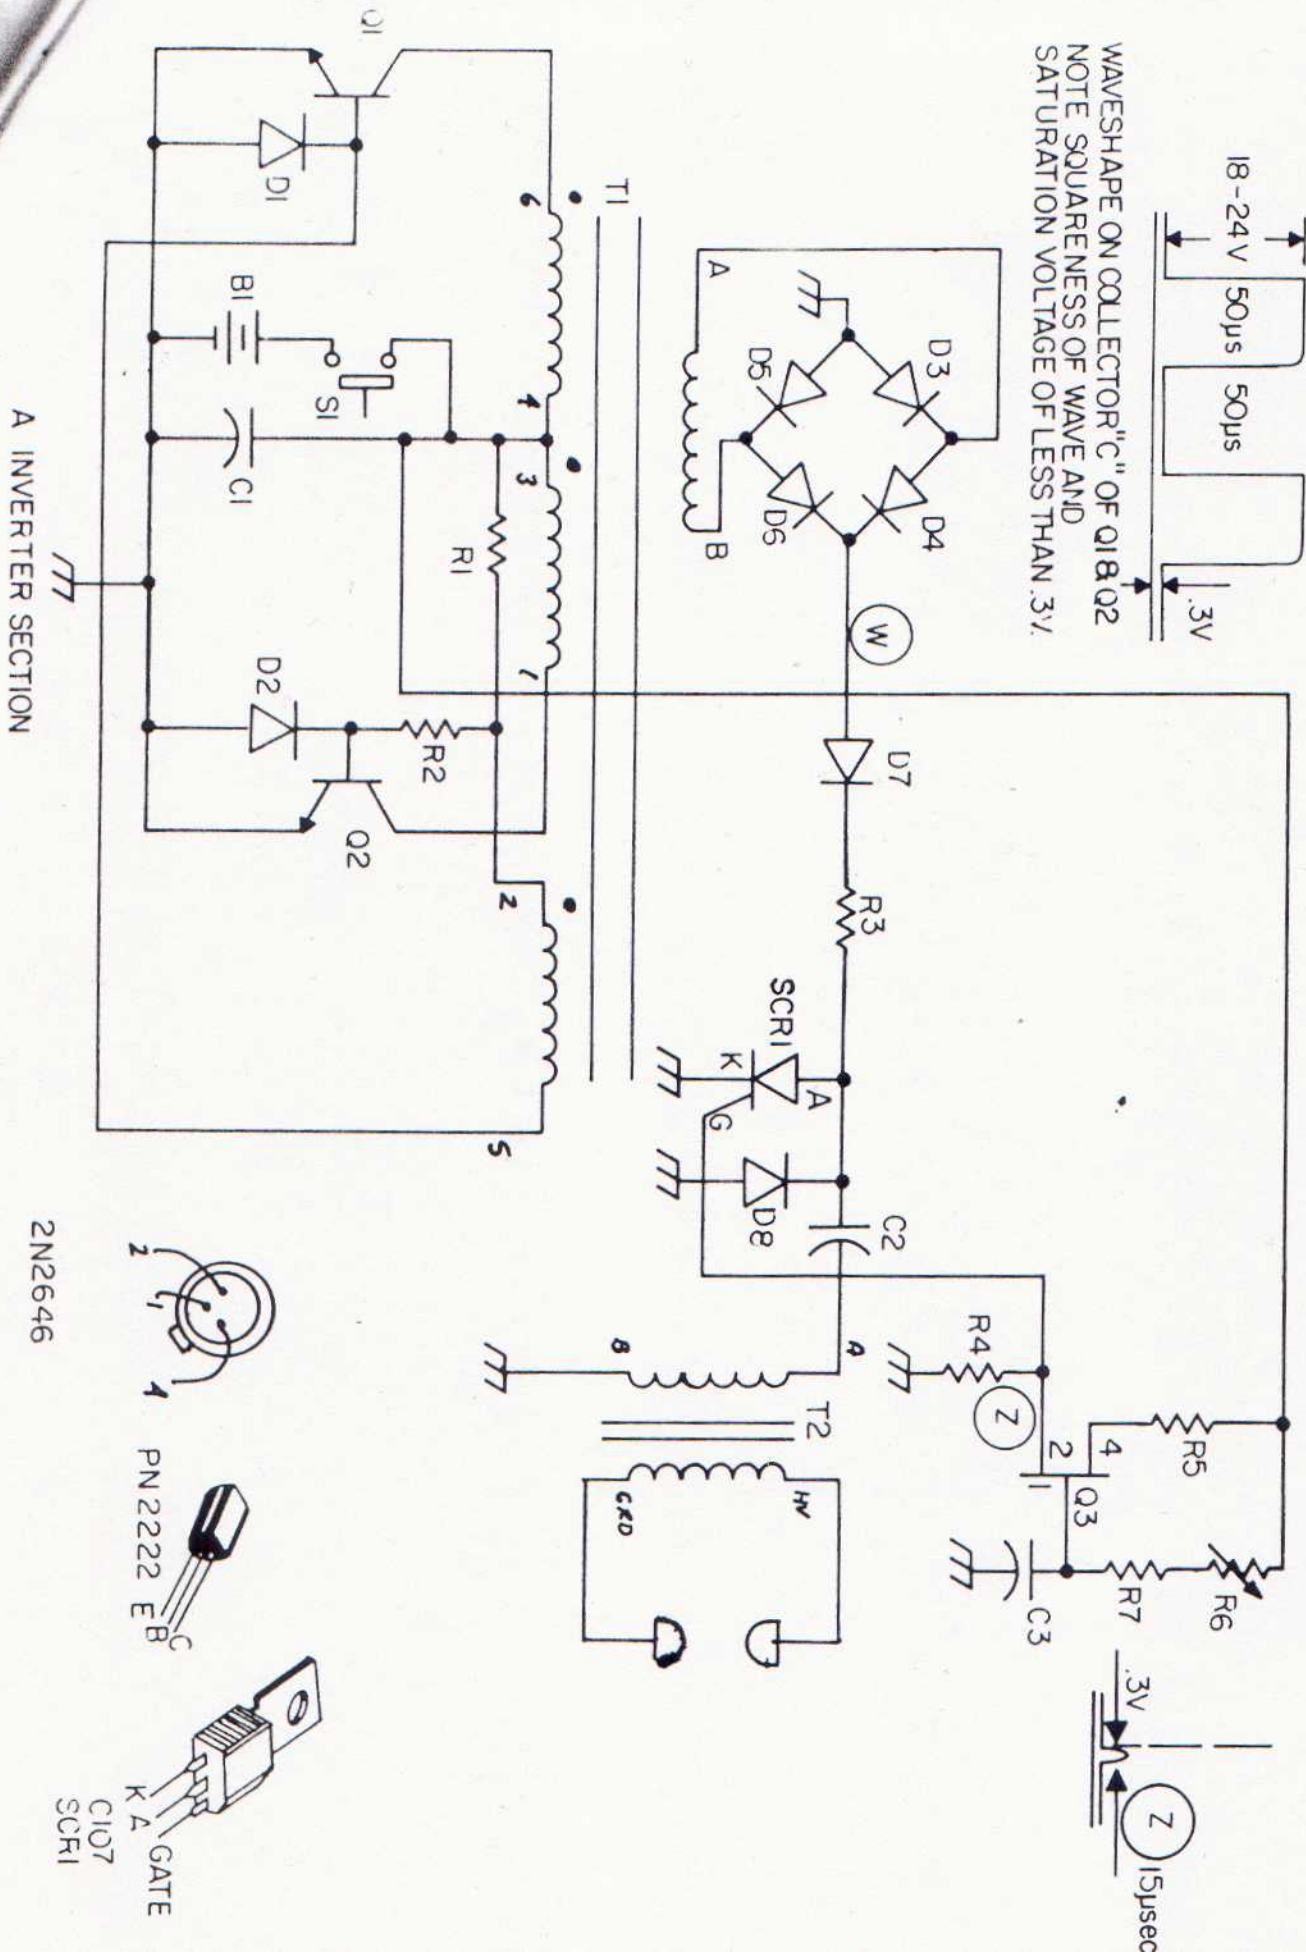 18-24V
50µs
50µs
.3V
WAVESHAPE ON COLLECTOR "C" OF Q1 & Q2
NOTE SQUARENESS OF WAVE AND
SATURATION VOLTAGE OF LESS THAN .3V.
A
B
D3
D4
D5
D6
W
D7
R3
SCR1
A
K
G
D8
C2
R4
Z
R5
4
2
1
Q3
R6
R7
C3
.3V
Z
15µsec
T1
6
4
3
1
2
5
Q1
D1
B1
S1
C1
R1
D2
R2
Q2
A
B
T2
HV
GRD
A INVERTER SECTION
2
1
4
2N2646
PN2222
E
B
C
K A GATE
C107
SCR1